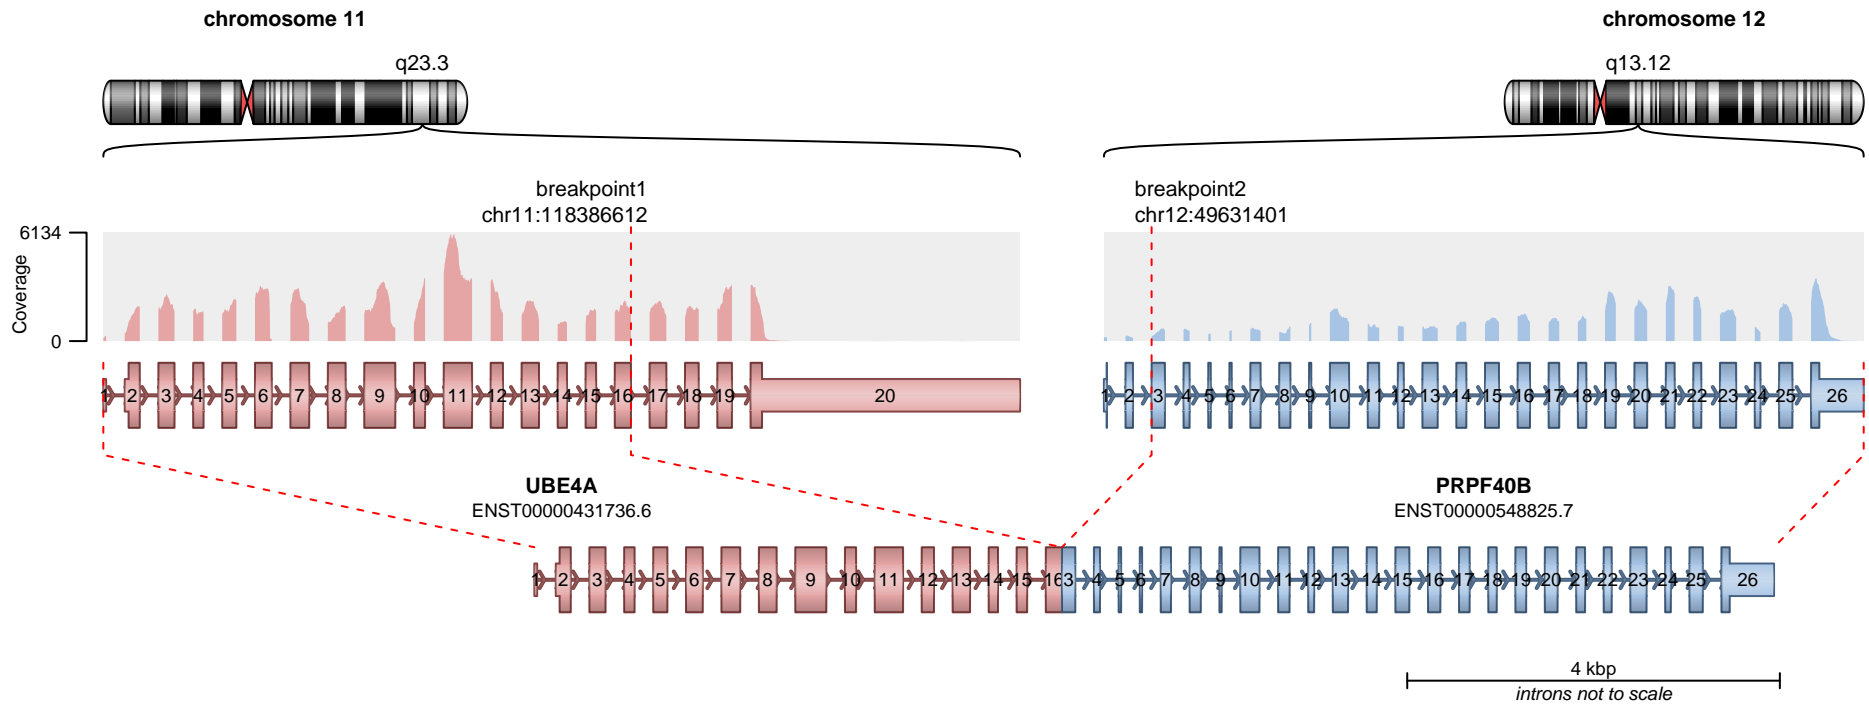 chromosome 11
chromosome 12
q23.3
q13.12
breakpoint1
chr11:118386612
breakpoint2
chr12:49631401
6134
0
Coverage
1 2 3 4 5 6 7 8 9 10 11 12 13 14 15 16 17 18 19 20
1 2 3 4 5 6 7 8 9 10 11 12 13 14 15 16 17 18 19 20 21 22 23 24 25 26
UBE4A
ENST00000431736.6
PRPF40B
ENST00000548825.7
1 2 3 4 5 6 7 8 9 10 11 12 13 14 15 16 3 4 5 6 7 8 9 10 11 12 13 14 15 16 17 18 19 20 21 22 23 24 25 26
4 kbp
introns not to scale